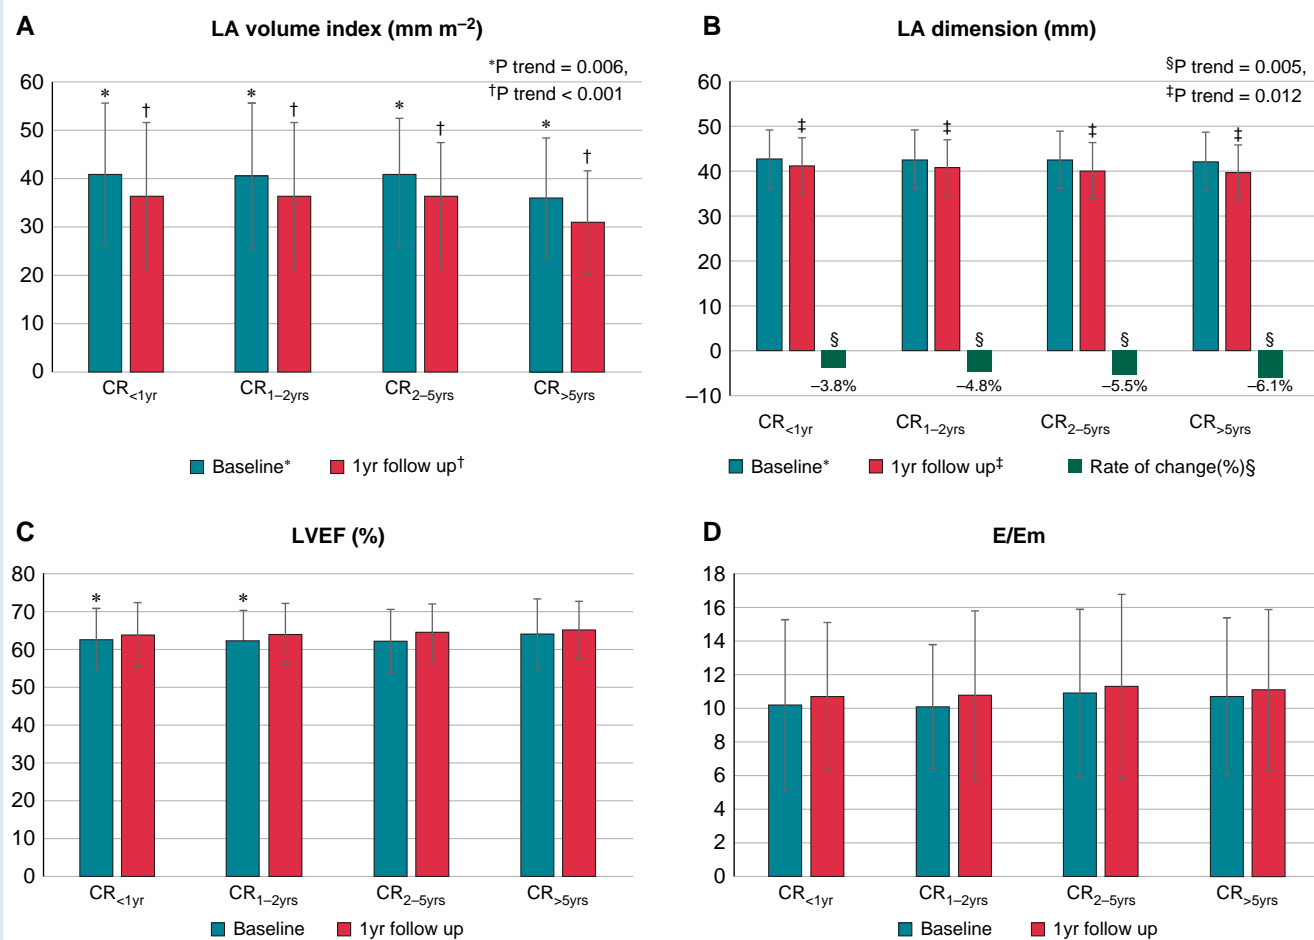 A
LA volume index (mm m⁻²)
*P trend = 0.006,
†P trend < 0.001
60
50
40
30
20
10
0
* † * † * † * †
CR<1yr CR1–2yrs CR2–5yrs CR>5yrs
Baseline* 1yr follow up†
B
LA dimension (mm)
§P trend = 0.005,
‡P trend = 0.012
60
50
40
30
20
10
0
–10
‡ ‡ ‡ ‡
§ § § §
–3.8% –4.8% –5.5% –6.1%
CR<1yr CR1–2yrs CR2–5yrs CR>5yrs
Baseline* 1yr follow up‡ Rate of change(%)§
C
LVEF (%)
80
70
60
50
40
30
20
10
0
* *
CR<1yr CR1–2yrs CR2–5yrs CR>5yrs
Baseline 1yr follow up
D
E/Em
18
16
14
12
10
8
6
4
2
0
CR<1yr CR1–2yrs CR2–5yrs CR>5yrs
Baseline 1yr follow up